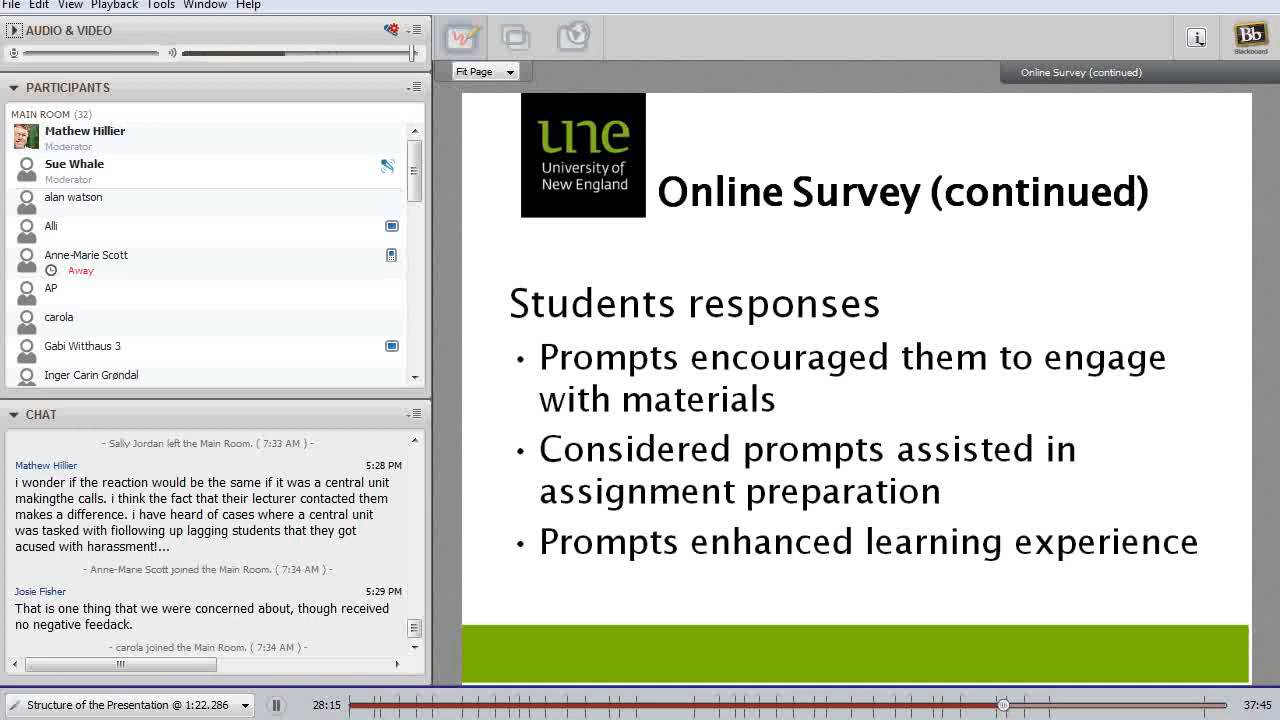 File Edit View Playback Tools Window Help
AUDIO & VIDEO
PARTICIPANTS
MAIN ROOM (32)
Mathew Hillier
Moderator
Sue Whale
Moderator
alan watson
Alli
Anne-Marie Scott
Away
AP
carola
Gabi Witthaus 3
Inger Carin Grøndal
CHAT
- Sally Jordan left the Main Room. ( 7:33 AM ) -
Mathew Hillier 5:28 PM
i wonder if the reaction would be the same if it was a central unit
makingthe calls. i think the fact that their lecturer contacted them
makes a difference. i have heard of cases where a central unit
was tasked with fiollowing up lagging students that they got
acused with harassment!...
- Anne-Marie Scott joined the Main Room. ( 7:34 AM ) -
Josie Fisher 5:29 PM
That is one thing that we were concerned about, though received
no negative feedack.
- carola joined the Main Room. ( 7:34 AM ) -
Structure of the Presentation @ 1:22.286
28:15
37:45
Fit Page
Bb
Blackboard
Online Survey (continued)
une
University of
New England
Online Survey (continued)
Students responses
• Prompts encouraged them to engage
with materials
• Considered prompts assisted in
assignment preparation
• Prompts enhanced learning experience